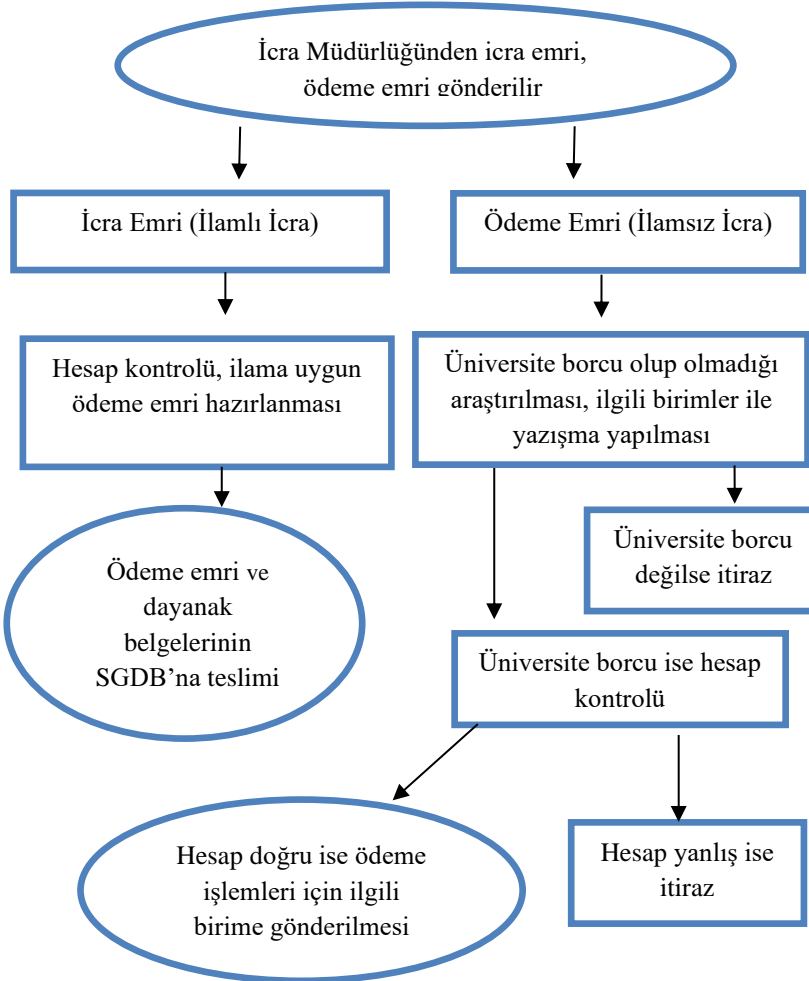 İcra Müdürlüğünden icra emri,
ödeme emri gönderilir
İcra Emri (İlamlı İcra)
Ödeme Emri (İlamsız İcra)
Hesap kontrolü, ilama uygun
ödeme emri hazırlanması
Üniversite borcu olup olmadığı
araştırılması, ilgili birimler ile
yazışma yapılması
Ödeme emri ve
dayanak
belgelerinin
SGDB’na teslimi
Üniversite borcu
değilse itiraz
Üniversite borcu ise hesap
kontrolü
Hesap doğru ise ödeme
işlemleri için ilgili
birime gönderilmesi
Hesap yanlış ise
itiraz